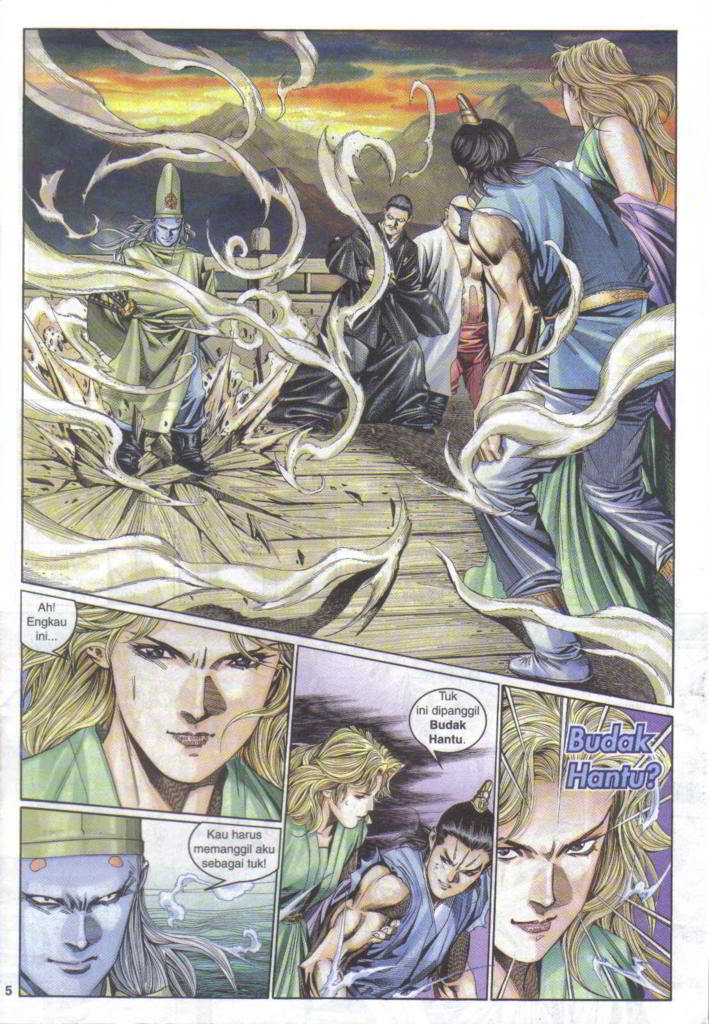 Ah!
Engkau
ini...
Kau harus
memanggil aku
sebagai tuk!
Tuk
ini dipanggil
Budak
Hantu.
Budak
Hantu?
5